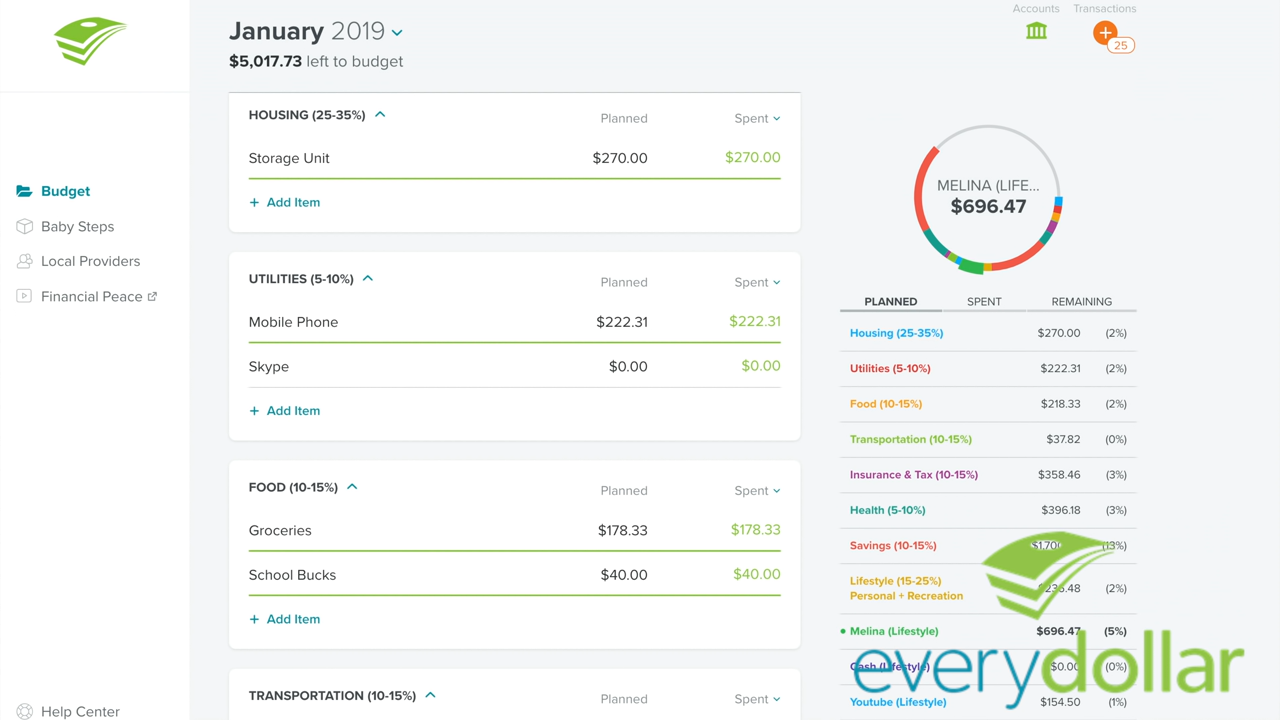 January 2019
$5,017.73 left to budget
Accounts Transactions
25
Budget
Baby Steps
Local Providers
Financial Peace
Help Center
HOUSING (25-35%) Planned Spent
Storage Unit $270.00 $270.00
+ Add Item
UTILITIES (5-10%) Planned Spent
Mobile Phone $222.31 $222.31
Skype $0.00 $0.00
+ Add Item
FOOD (10-15%) Planned Spent
Groceries $178.33 $178.33
School Bucks $40.00 $40.00
+ Add Item
TRANSPORTATION (10-15%) Planned Spent
MELINA (LIFE...
$696.47
PLANNED SPENT REMAINING
Housing (25-35%) $270.00 (2%)
Utilities (5-10%) $222.31 (2%)
Food (10-15%) $218.33 (2%)
Transportation (10-15%) $37.82 (0%)
Insurance & Tax (10-15%) $358.46 (3%)
Health (5-10%) $396.18 (3%)
Savings (10-15%) (13%)
Lifestyle (15-25%)
Personal + Recreation (2%)
Melina (Lifestyle) $696.47 (5%)
Cash (Lifestyle) $0.00 (0%)
Youtube (Lifestyle) $154.50 (1%)
everydollar